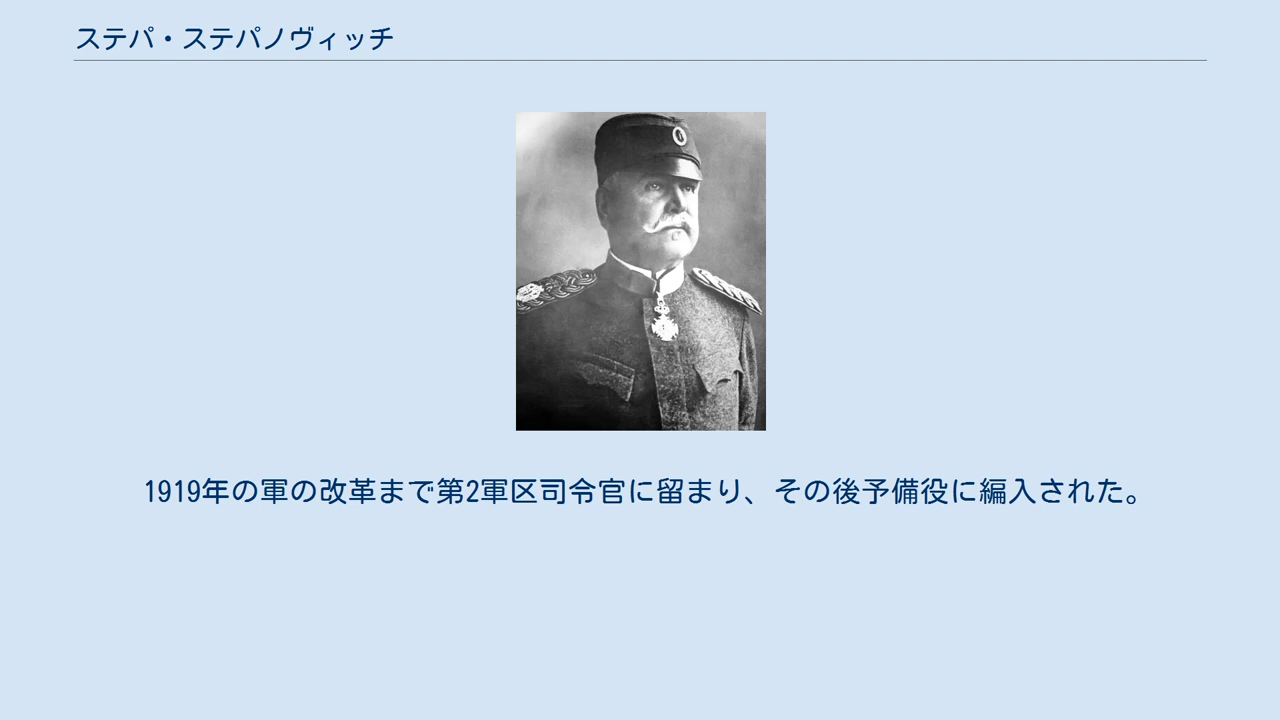 ステパ・ステパノヴィッチ
1919年の軍の改革まで第2軍区司令官に留まり、その後予備役に編入された。